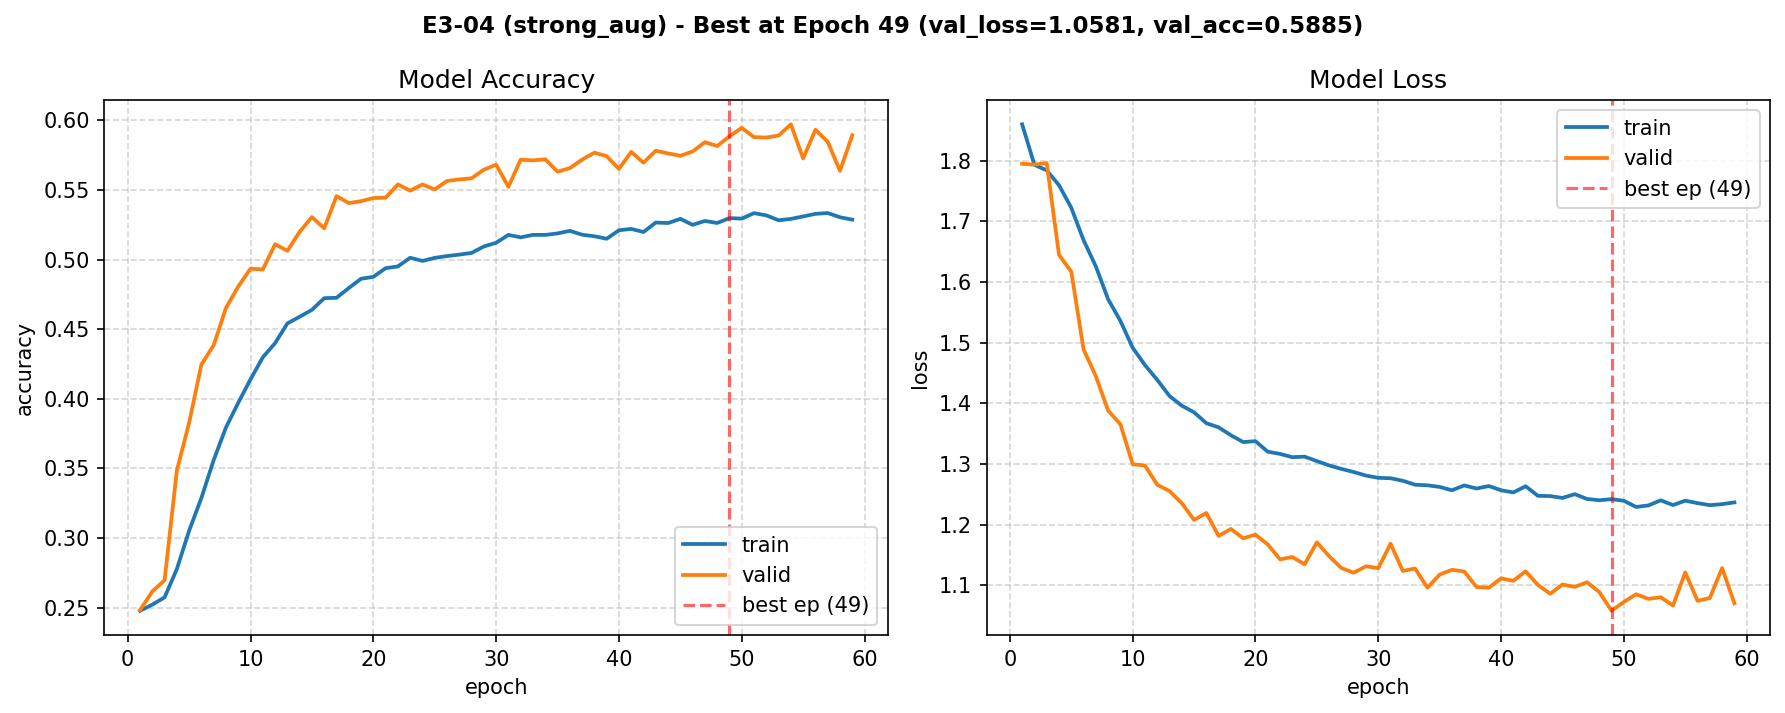 E3-04 (strong_aug) - Best at Epoch 49 (val_loss=1.0581, val_acc=0.5885)
Model Accuracy
accuracy
0.60
0.55
0.50
0.45
0.40
0.35
0.30
0.25
0 10 20 30 40 50 60
epoch
train
valid
best ep (49)
Model Loss
loss
1.8
1.7
1.6
1.5
1.4
1.3
1.2
1.1
0 10 20 30 40 50 60
epoch
train
valid
best ep (49)